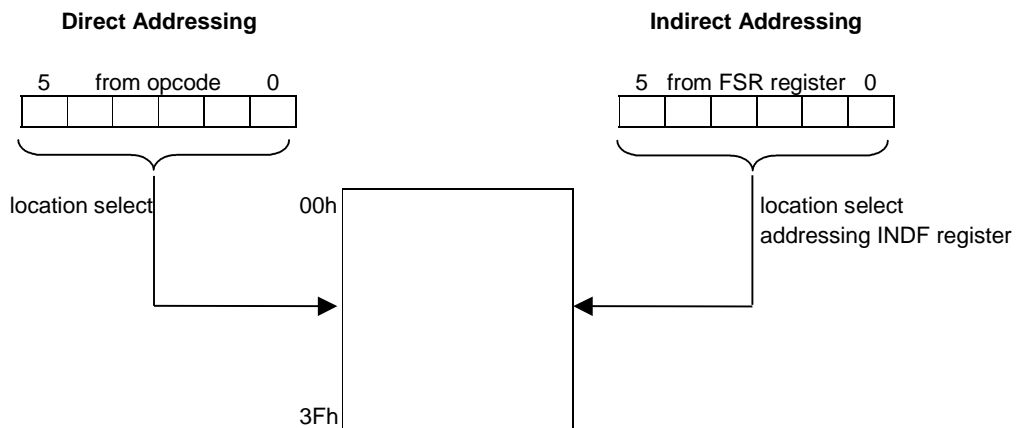 Direct Addressing
Indirect Addressing
5 from opcode 0
5 from FSR register 0
location select
00h
location select
addressing INDF register
3Fh